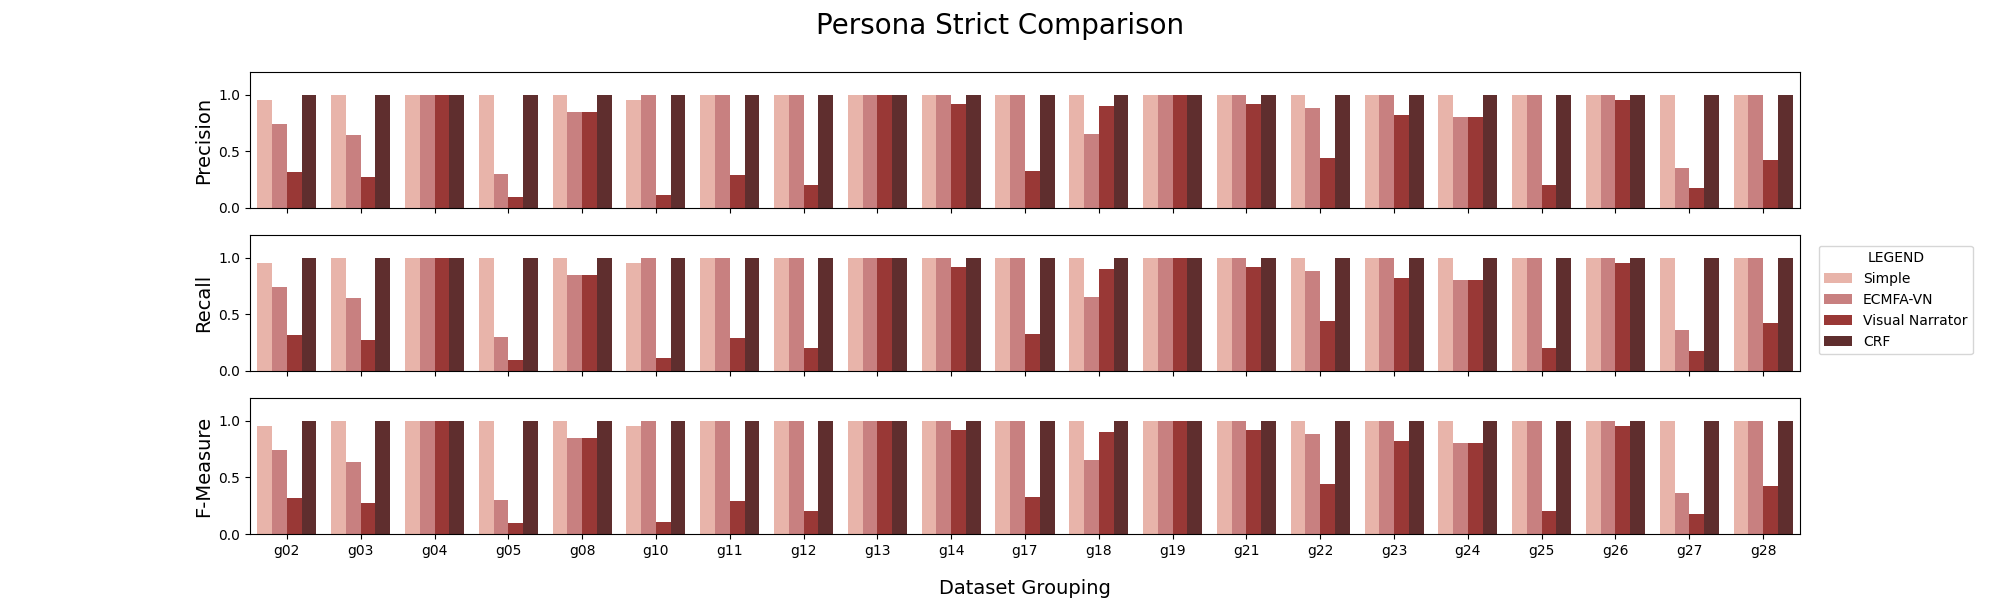 Persona Strict Comparison
Precision
1.0
0.5
0.0
Recall
1.0
0.5
0.0
LEGEND
Simple
ECMFA-VN
Visual Narrator
CRF
F-Measure
1.0
0.5
0.0
g02 g03 g04 g05 g08 g10 g11 g12 g13 g14 g17 g18 g19 g21 g22 g23 g24 g25 g26 g27 g28
Dataset Grouping